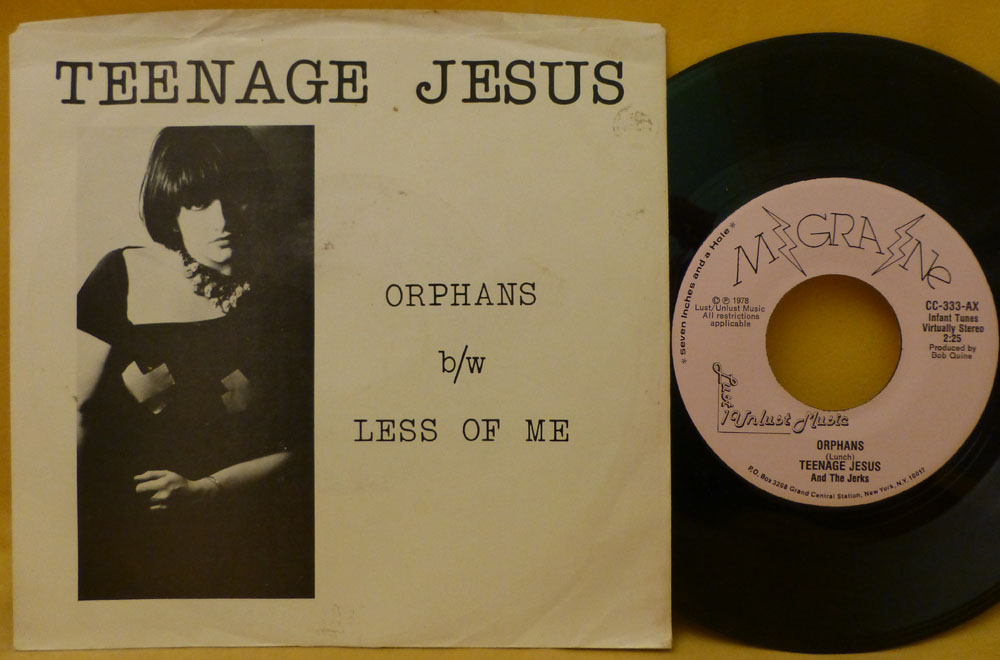 TEENAGE JESUS
ORPHANS
b/w
LESS OF ME
* Seven Inches and a Hole *
MIGRAINe
© ℗ 1978
Lust/Unlust Music
All restrictions
applicable
CC-333-AX
Infant Tunes
Virtually Stereo
2:25
Produced by
Bob Quine
Lust
/Unlust Music
ORPHANS
(Lunch)
TEENAGE JESUS
And The Jerks
P.O. Box 3208 Grand Central Station, New York, N.Y. 10017